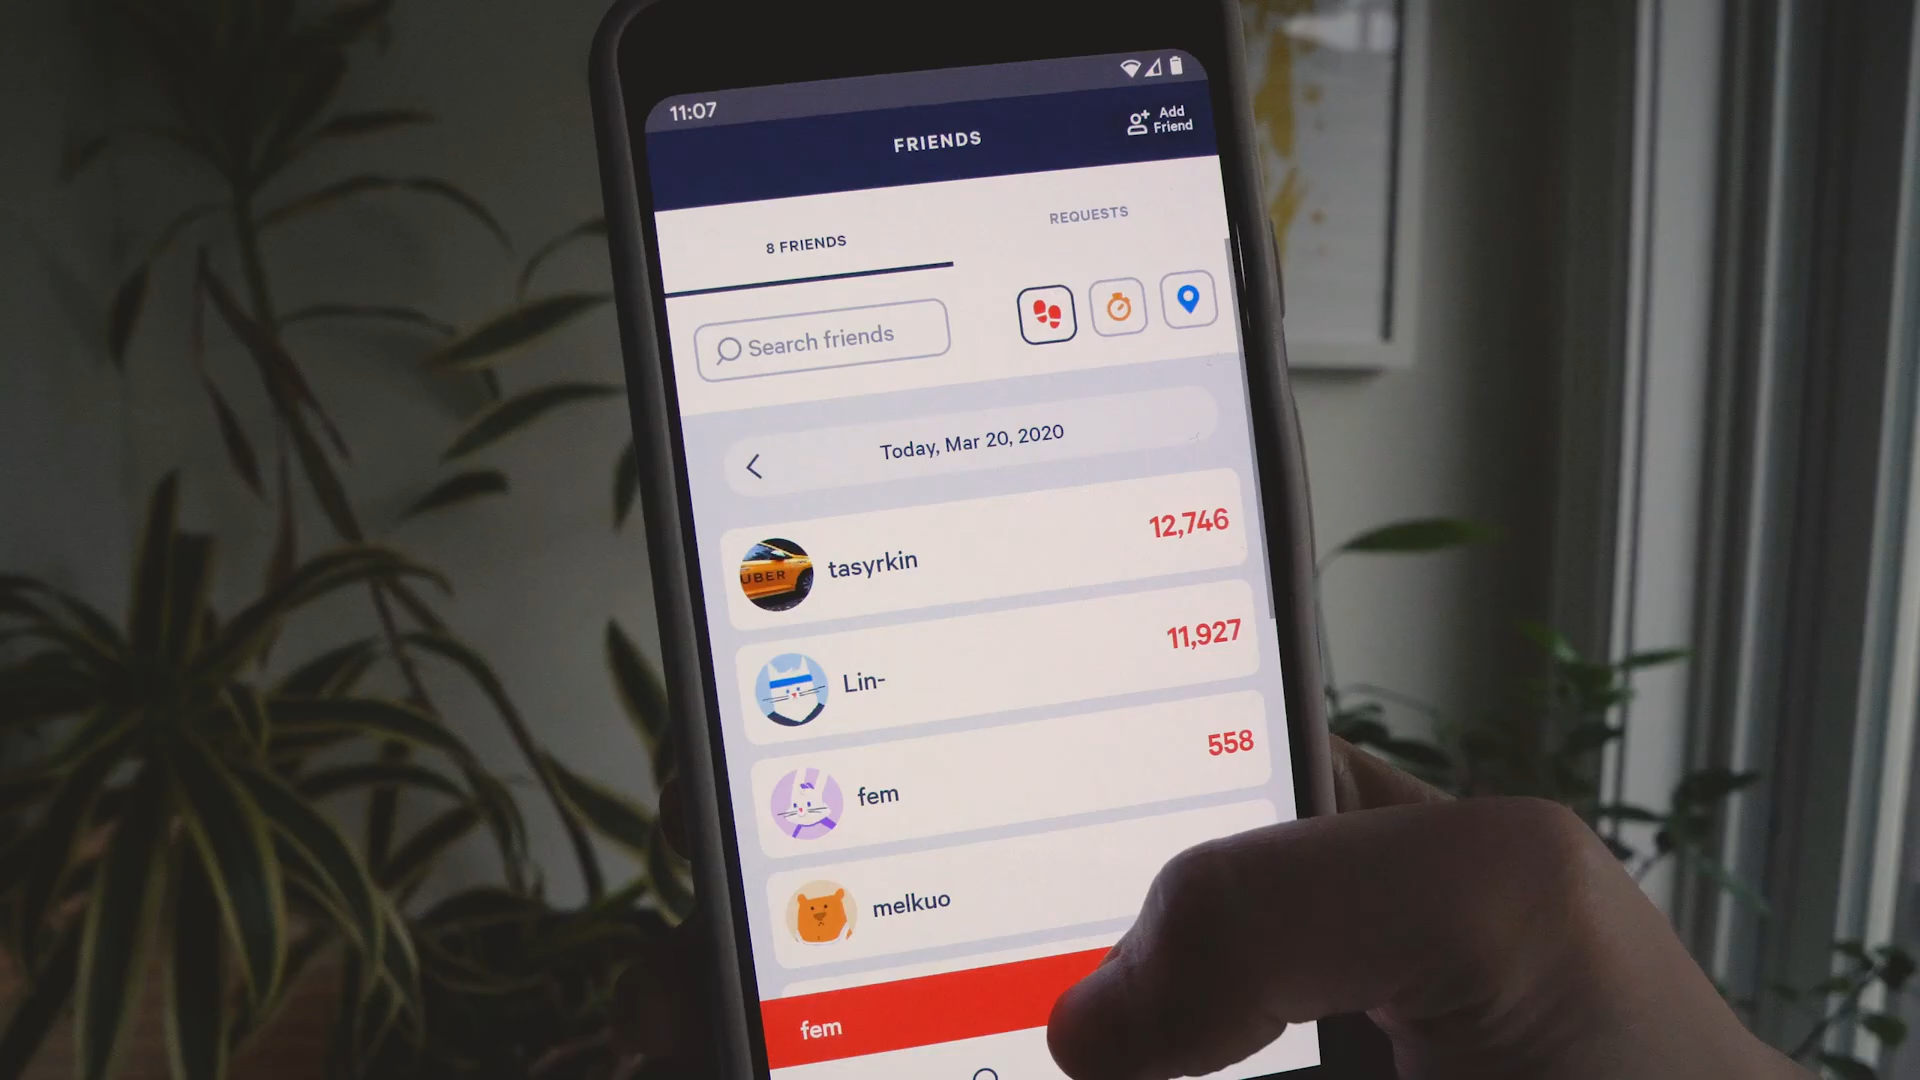 11:07
FRIENDS
Add
Friend
8 FRIENDS
REQUESTS
Search friends
Today, Mar 20, 2020
12,746
UBER
tasyrkin
11,927
Lin-
558
fem
melkuo
fem